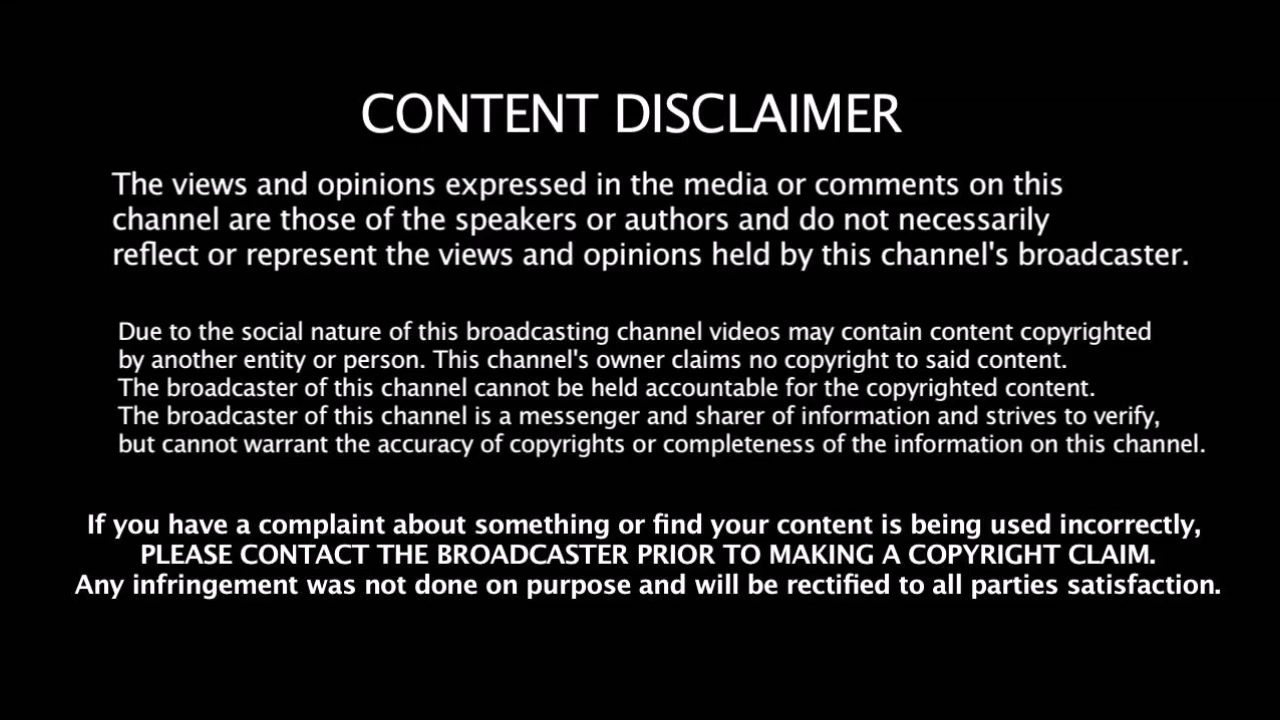 CONTENT DISCLAIMER
The views and opinions expressed in the media or comments on this
channel are those of the speakers or authors and do not necessarily
reflect or represent the views and opinions held by this channel's broadcaster.
Due to the social nature of this broadcasting channel videos may contain content copyrighted
by another entity or person. This channel's owner claims no copyright to said content.
The broadcaster of this channel cannot be held accountable for the copyrighted content.
The broadcaster of this channel is a messenger and sharer of information and strives to verify,
but cannot warrant the accuracy of copyrights or completeness of the information on this channel.
If you have a complaint about something or find your content is being used incorrectly,
PLEASE CONTACT THE BROADCASTER PRIOR TO MAKING A COPYRIGHT CLAIM.
Any infringement was not done on purpose and will be rectified to all parties satisfaction.